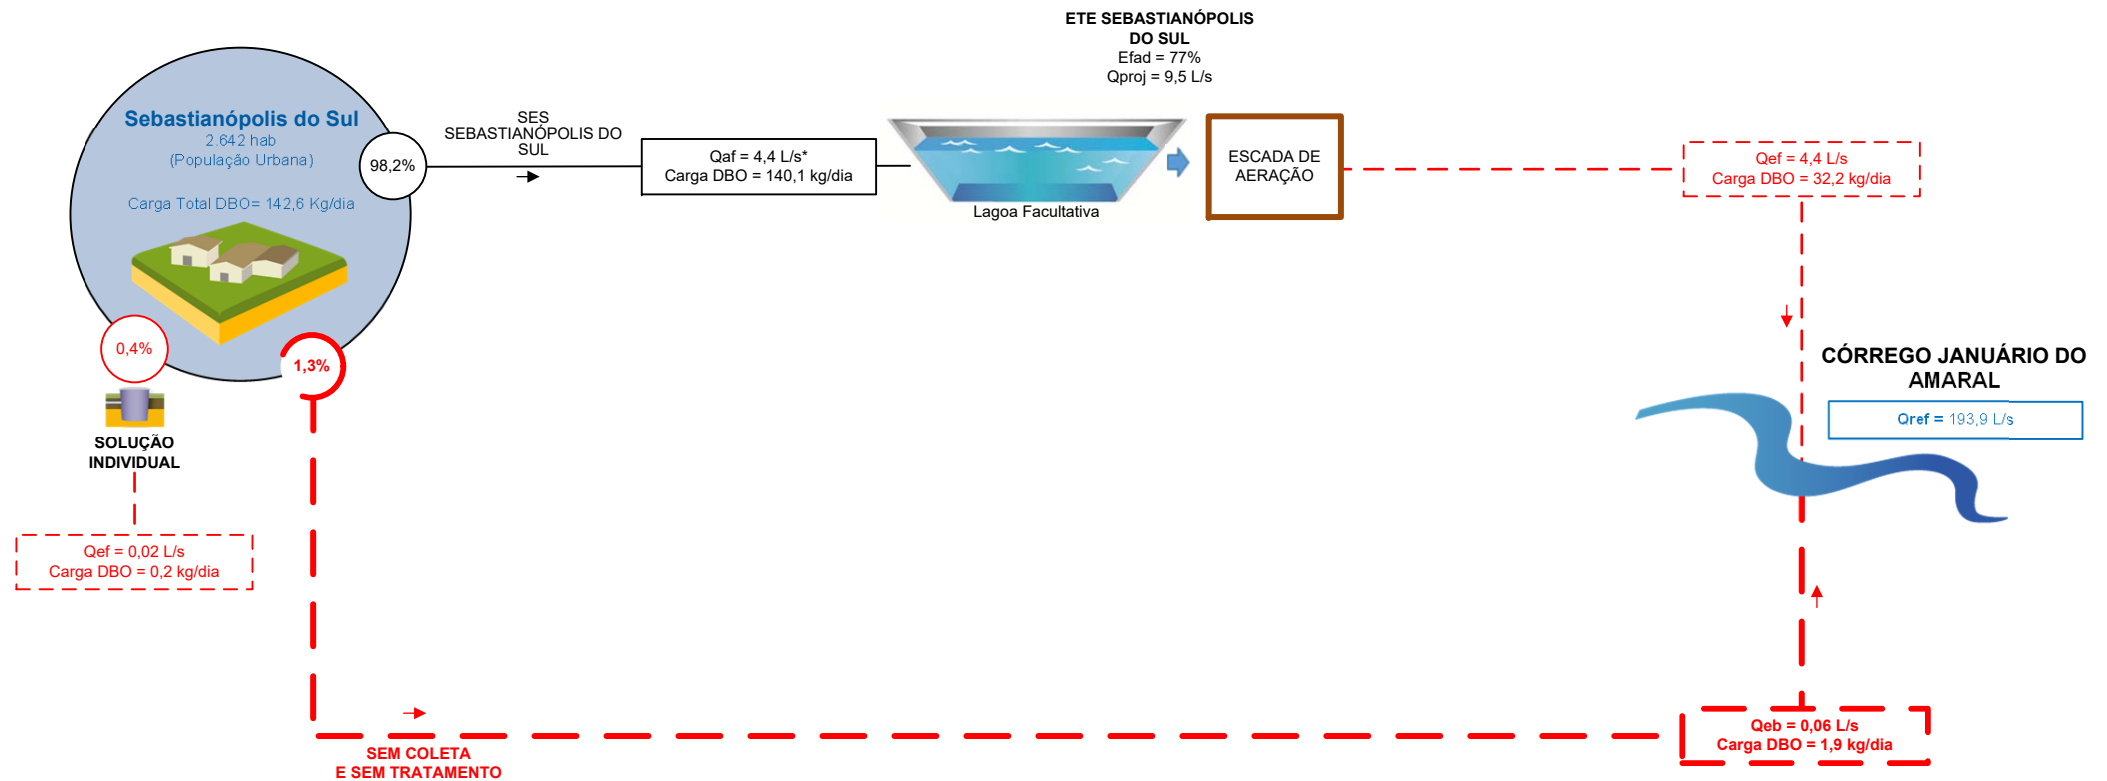 ETE SEBASTIANÓPOLIS
DO SUL
Efad = 77%
Qproj = 9,5 L/s
Sebastianópolis do Sul
2.642 hab
(População Urbana)
Carga Total DBO= 142,6 Kg/dia
98,2%
SES
SEBASTIANÓPOLIS DO
SUL
Qaf = 4,4 L/s*
Carga DBO = 140,1 kg/dia
Lagoa Facultativa
ESCADA DE
AERAÇÃO
Qef = 4,4 L/s
Carga DBO = 32,2 kg/dia
0,4%
1,3%
SOLUÇÃO
INDIVIDUAL
Qef = 0,02 L/s
Carga DBO = 0,2 kg/dia
CÓRREGO JANUÁRIO DO
AMARAL
Qref = 193,9 L/s
SEM COLETA
E SEM TRATAMENTO
Qeb = 0,06 L/s
Carga DBO = 1,9 kg/dia